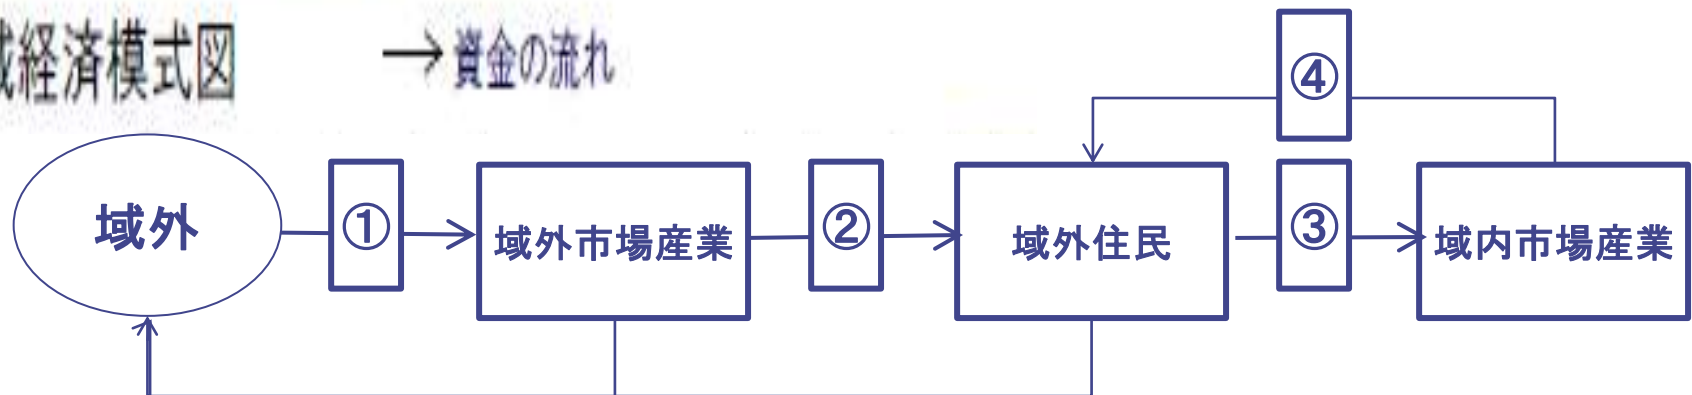 経済模式図
→資金の流れ
④
域外
①
域外市場産業
②
域外住民
③
域内市場産業